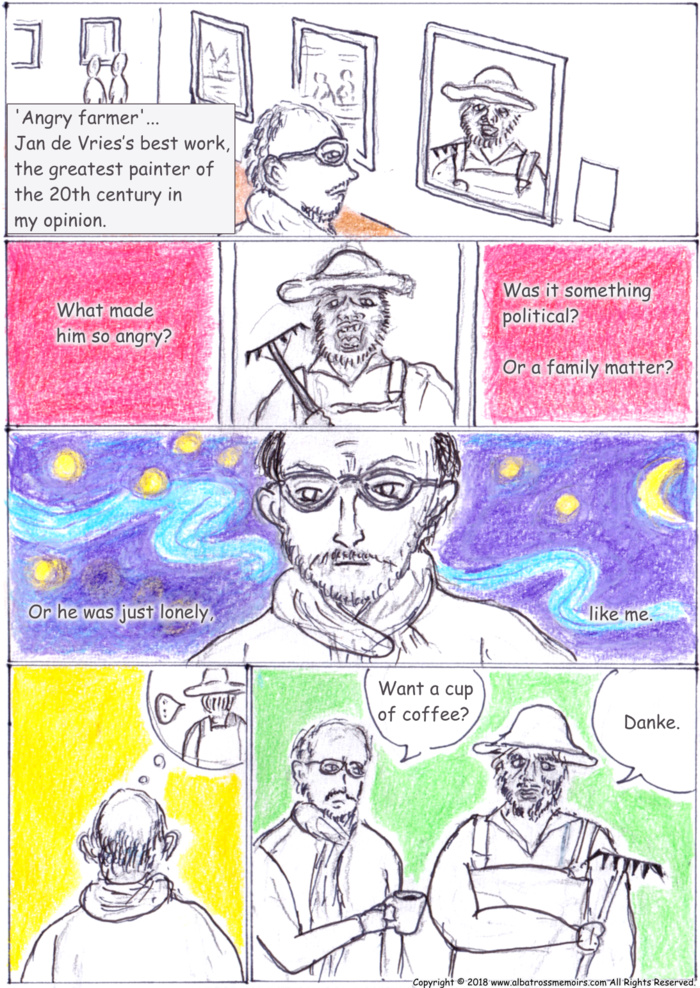 'Angry farmer'...
Jan de Vries's best work,
the greatest painter of
the 20th century in
my opinion.
What made
him so angry?
Was it something
political?
Or a family matter?
Or he was just lonely,
like me.
Want a cup
of coffee?
Danke.
Copyright © 2018 www.albatrossmemoirs.com All Rights Reserved